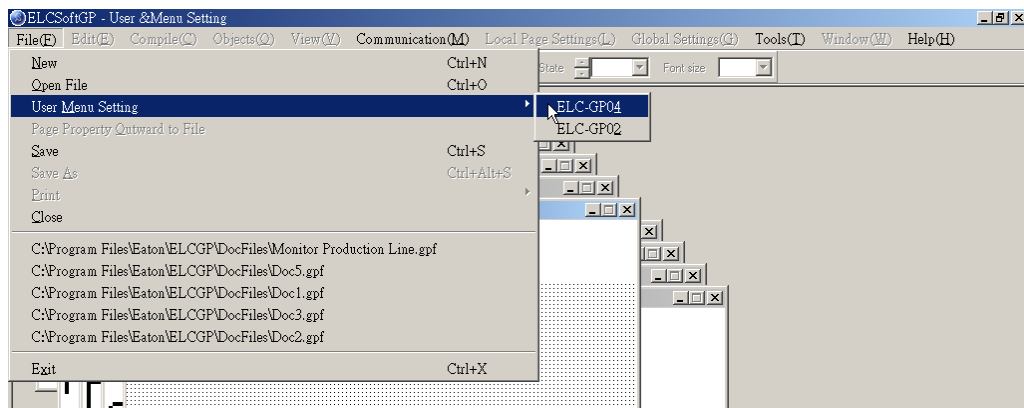 ELCSoftGP - User &Menu Setting
File(F) Edit(E) Compile(C) Objects(O) View(V) Communication(M) Local Page Settings(L) Global Settings(G) Tools(T) Window(W) Help(H)
State Font size
New Ctrl+N
Open File Ctrl+O
User Menu Setting
ELC-GP04
Page Property Outward to File
ELC-GP02
Save Ctrl+S
Save As Ctrl+Alt+S
Print
Close
C:\Program Files\Eaton\ELCGP\DocFiles\Monitor Production Line.gpf
C:\Program Files\Eaton\ELCGP\DocFiles\Doc5.gpf
C:\Program Files\Eaton\ELCGP\DocFiles\Doc1.gpf
C:\Program Files\Eaton\ELCGP\DocFiles\Doc3.gpf
C:\Program Files\Eaton\ELCGP\DocFiles\Doc2.gpf
Exit Ctrl+X